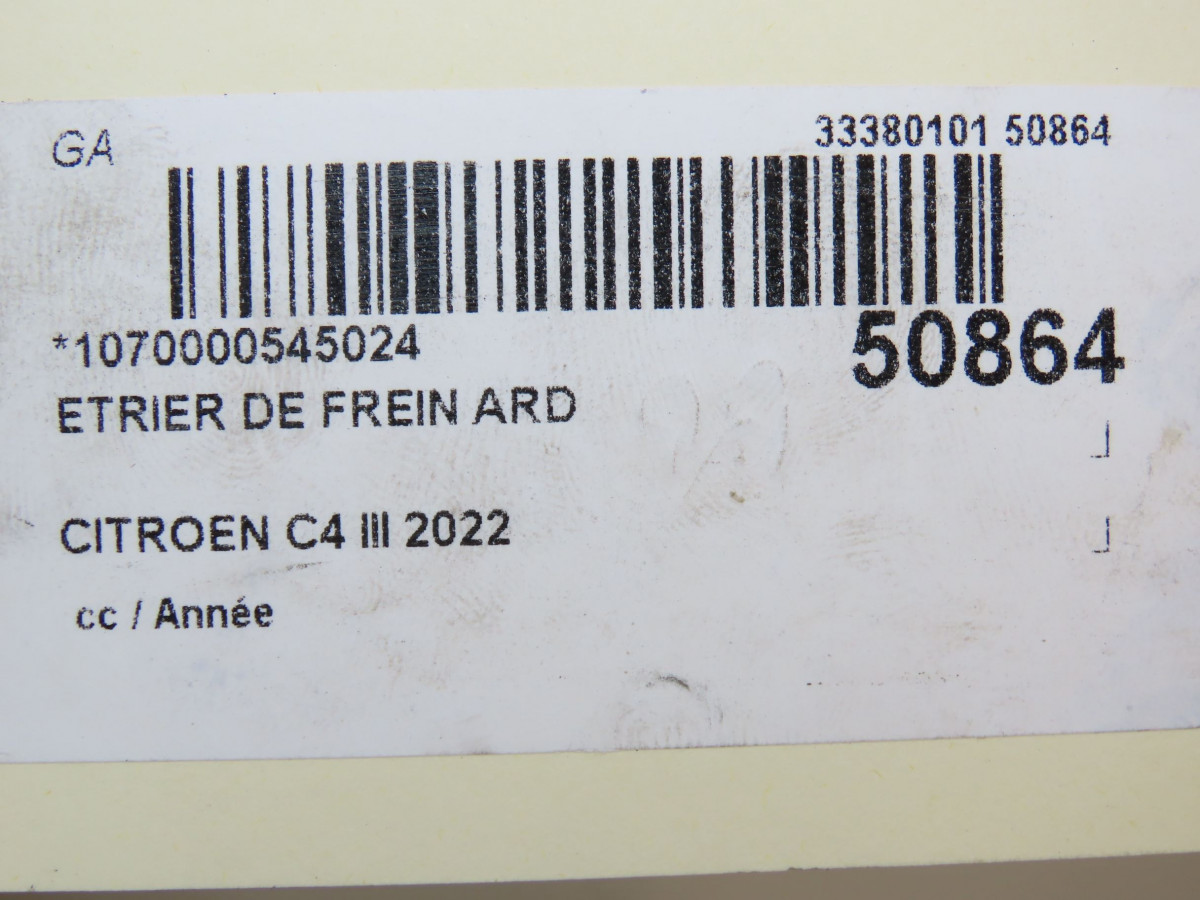 GA
33380101 50864
*1070000545024
50864
ETRIER DE FREIN ARD
CITROEN C4 III 2022
cc / Année